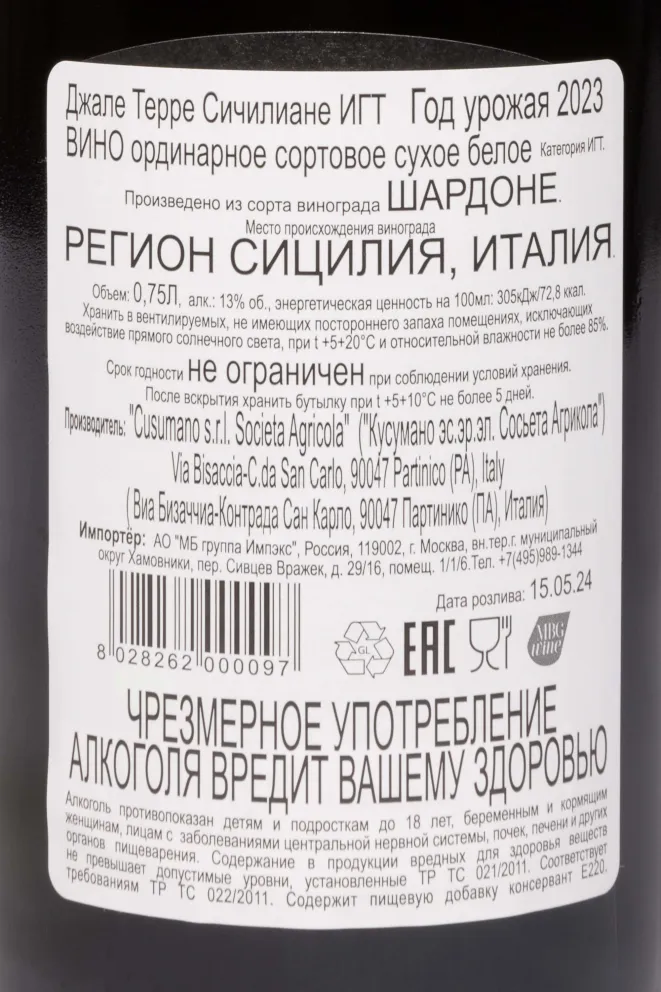 Джале Терре Сичилиане ИГТ Год урожая 2023
ВИНО ординарное сортовое сухое белое Категория ИГТ.
Произведено из сорта винограда ШАРДОНЕ.
Место происхождения винограда
РЕГИОН СИЦИЛИЯ, ИТАЛИЯ.
Объем: 0,75Л, алк.: 13% об., энергетическая ценность на 100мл: 305кДж/72,8 ккал.
Хранить в вентилируемых, не имеющих постороннего запаха помещениях, исключающих
воздействие прямого солнечного света, при t +5+20°C и относительной влажности не более 85%.
Срок годности не ограничен при соблюдении условий хранения.
После вскрытия хранить бутылку при t +5+10°C не более 5 дней.
Производитель: "Cusumano s.r.l. Societa Agricola" ("Кусумано эс.эр.эл. Сосьета Агрикола")
Via Bisaccia-C.da San Carlo, 90047 Partinico (PA), Italy
( Виа Бизаччиа-Контрада Сан Карло, 90047 Партинико (ПА), Италия)
Импортёр: АО "МБ группа Импэкс", Россия, 119002, г. Москва, вн.тер.г. муниципальный
округ Хамовники, пер. Сивцев Вражек, д. 29/16, помещ. 1/1/6.Тел. +7(495)989-1344
Дата розлива: 15.05.24
8 028262 000097
GL
EAC
MBG
wine
ЧРЕЗМЕРНОЕ УПОТРЕБЛЕНИЕ
АЛКОГОЛЯ ВРЕДИТ ВАШЕМУ ЗДОРОВЬЮ
Алкоголь противопоказан детям и подросткам до 18 лет, беременным и кормящим
женщинам, лицам с заболеваниями центральной нервной системы, почек, печени и других
органов пищеварения. Содержание в продукции вредных для здоровья веществ
не превышает допустимые уровни, установленные ТР ТС 021/2011. Соответствует
требованиям ТР ТС 022/2011. Содержит пищевую добавку консервант Е220.